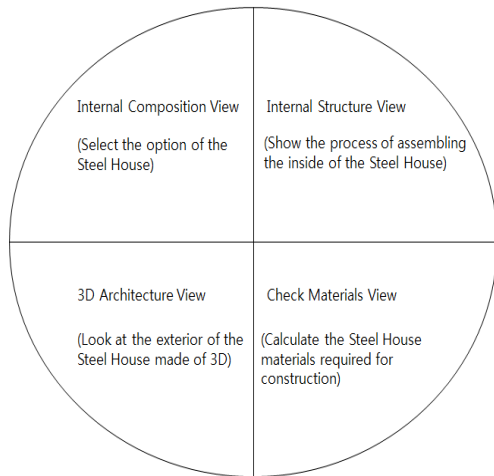 Internal Composition View
(Select the option of the
Steel House)
Internal Structure View
(Show the process of assembling
the inside of the Steel House)
3D Architecture View
(Look at the exterior of the
Steel House made of 3D)
Check Materials View
(Calculate the Steel House
materials required for
construction)